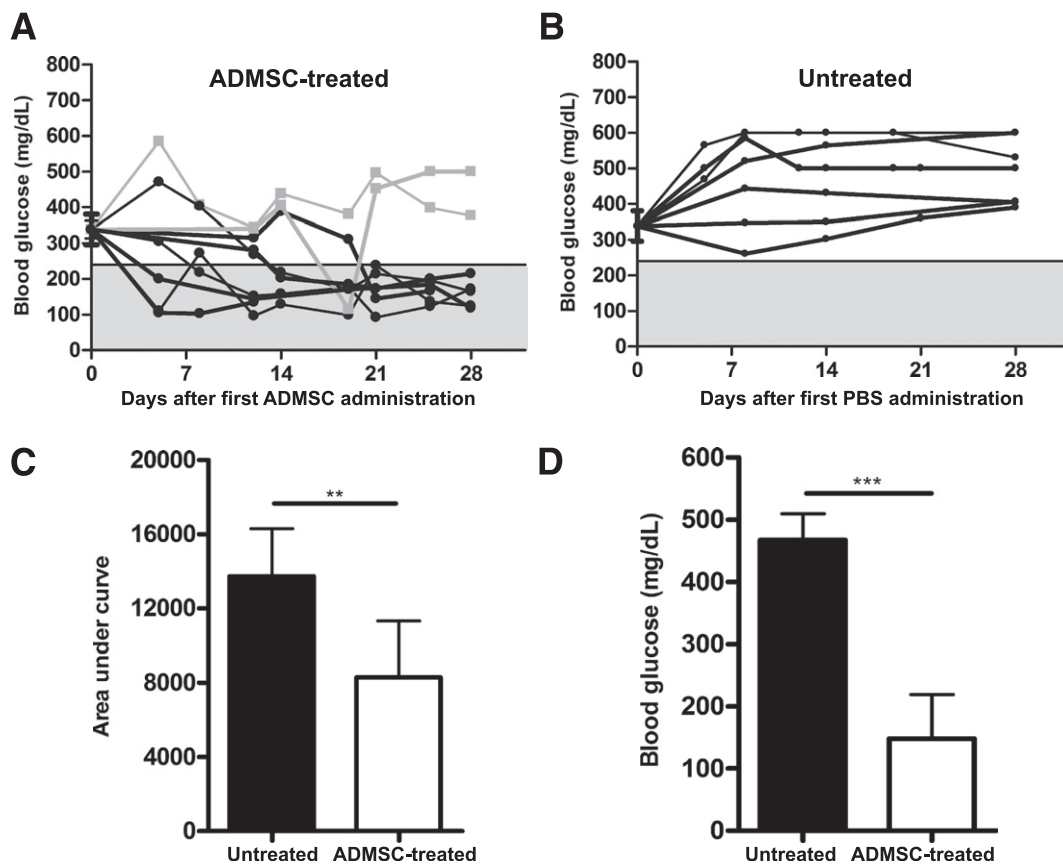 A
ADMSC-treated
Blood glucose (mg/dL)
800
700
600
500
400
300
200
100
0
0 7 14 21 28
Days after first ADMSC administration
B
Untreated
Blood glucose (mg/dL)
800
700
600
500
400
300
200
100
0
0 7 14 21 28
Days after first PBS administration
C
Area under curve
20000
16000
12000
8000
4000
0
**
Untreated ADMSC-treated
D
Blood glucose (mg/dL)
600
500
400
300
200
100
0
***
Untreated ADMSC-treated